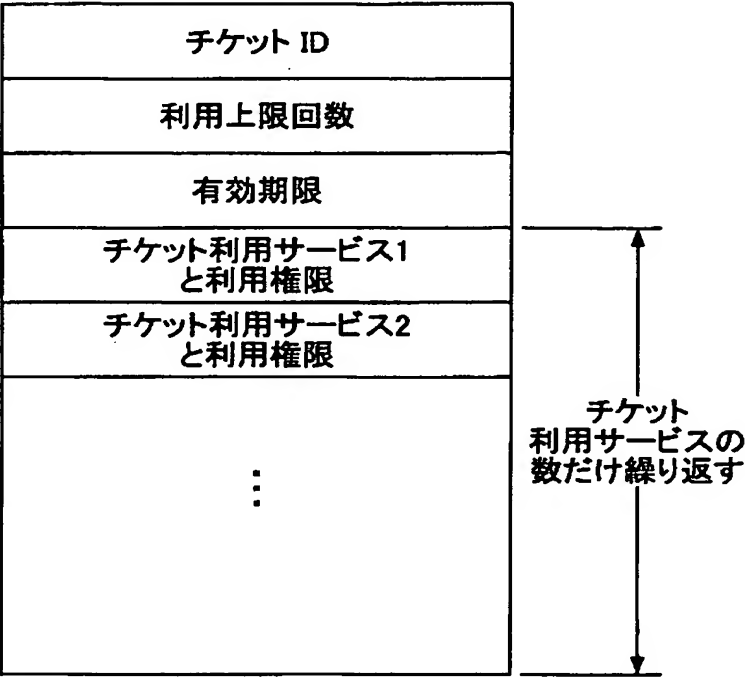 チケット ID
利用上限回数
有効期限
チケット利用サービス1
と利用権限
チケット利用サービス2
と利用権限
チケット
利用サービスの
数だけ繰り返す